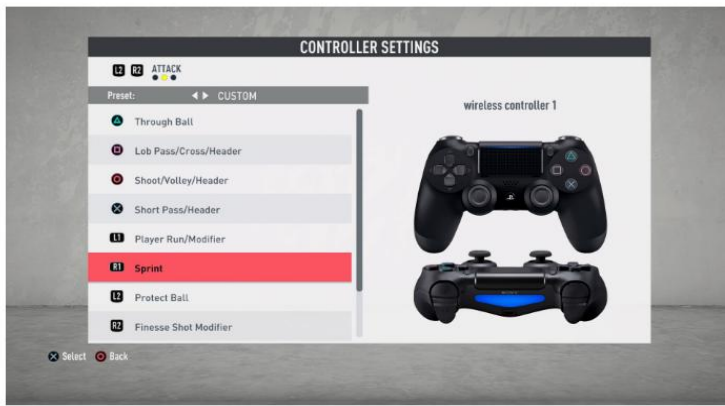 CONTROLLER SETTINGS
L2 R2 ATTACK
Preset: CUSTOM
wireless controller 1
Through Ball
Lob Pass/Cross/Header
Shoot/Volley/Header
Short Pass/Header
L1 Player Run/Modifier
R1 Sprint
L2 Protect Ball
R2 Finesse Shot Modifier
Select Back